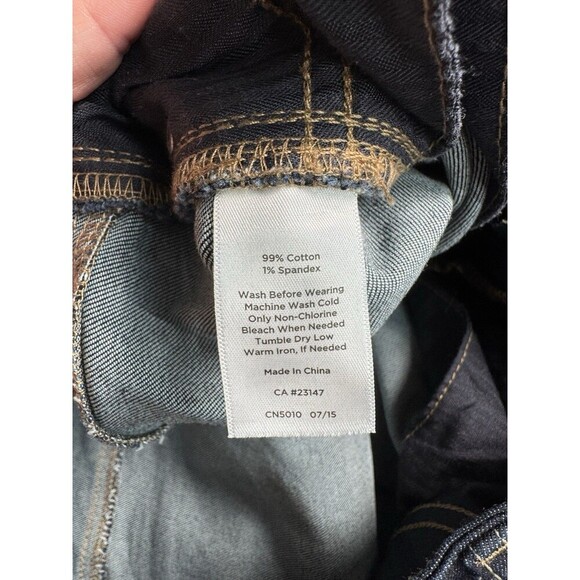 99% Cotton
1% Spandex
Wash Before Wearing
Machine Wash Cold
Only Non-Chlorine
Bleach When Needed
Tumble Dry Low
Warm Iron, If Needed
Made In China
CA #23147
CN5010 07/15